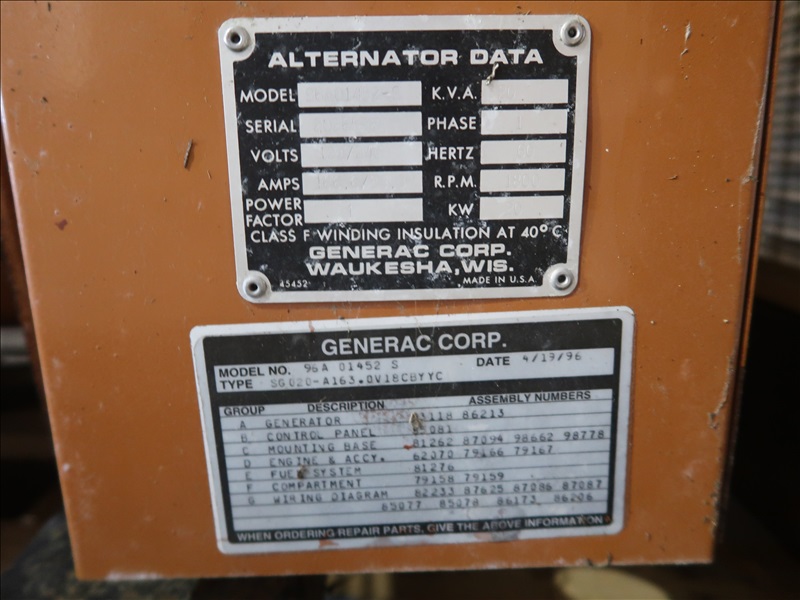 ALTERNATOR DATA
MODEL K.V.A.
SERIAL PHASE
VOLTS HERTZ
AMPS R.P.M.
POWER FACTOR KW
CLASS F WINDING INSULATION AT 40° C
GENERAC CORP.
WAUKESHA, WIS.
45452 MADE IN U.S.A.
GENERAC CORP.
MODEL NO. 96A 01452 S DATE 4/19/96
TYPE SG020-A163.0V18CBYYC
GROUP DESCRIPTION ASSEMBLY NUMBERS
A GENERATOR 86213
B CONTROL PANEL
C MOUNTING BASE 81262 87094 98662 98778
D ENGINE & ACCY. 62070 79166 79167
E FUEL SYSTEM 81276
F COMPARTMENT 79158 79159
G WIRING DIAGRAM 82233 87625 87086 87087
85077 85078 86173 86206
WHEN ORDERING REPAIR PARTS, GIVE THE ABOVE INFORMATION